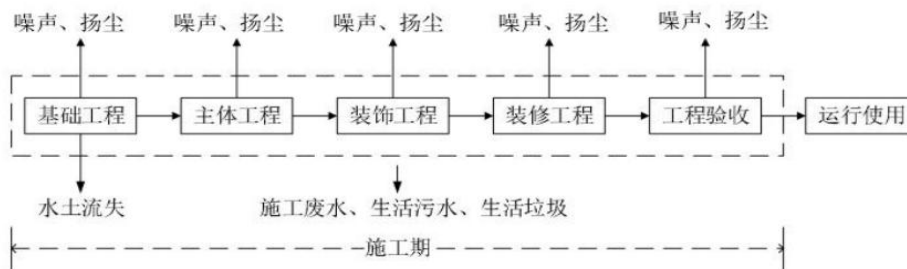 噪声、扬尘
噪声、扬尘
噪声、扬尘
噪声、扬尘
噪声、扬尘
基础工程
主体工程
装饰工程
装修工程
工程验收
运行使用
水土流失
施工废水、生活污水、生活垃圾
施工期